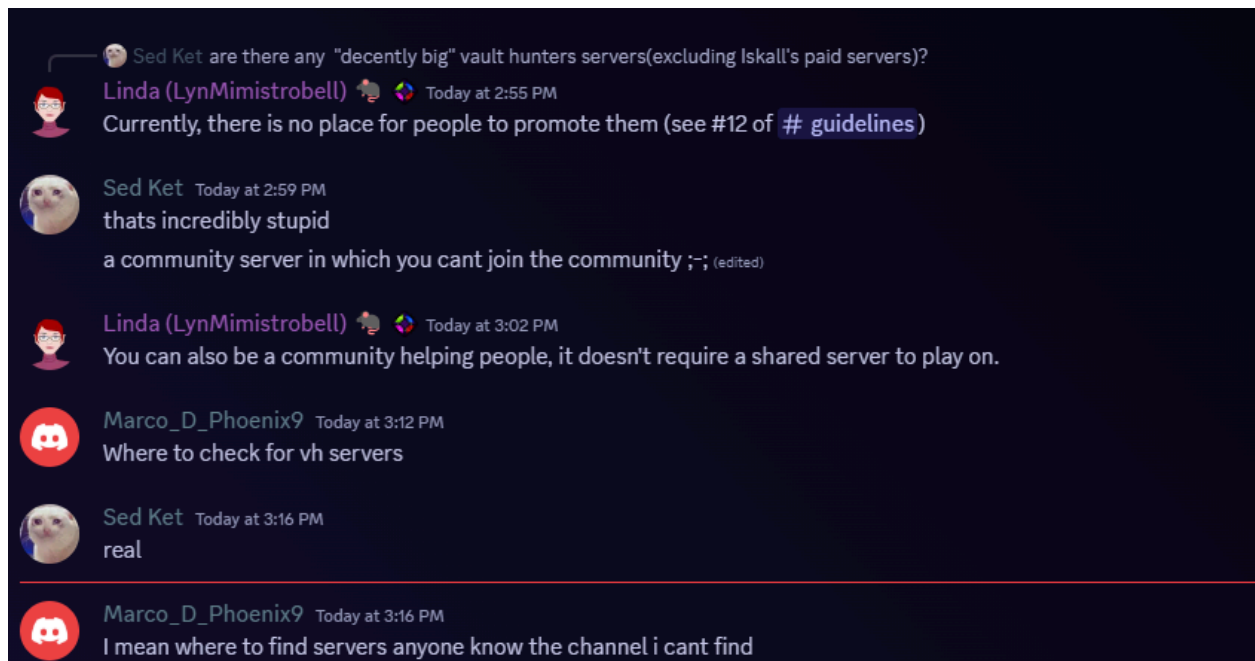 Sed Ket are there any "decently big" vault hunters servers(excluding Iskall's paid servers)?
Linda (LynMimistrobell) Today at 2:55 PM
Currently, there is no place for people to promote them (see #12 of # guidelines)
Sed Ket Today at 2:59 PM
thats incredibly stupid
a community server in which you cant join the community ;-; (edited)
Linda (LynMimistrobell) Today at 3:02 PM
You can also be a community helping people, it doesn't require a shared server to play on.
Marco_D_Phoenix9 Today at 3:12 PM
Where to check for vh servers
Sed Ket Today at 3:16 PM
real
Marco_D_Phoenix9 Today at 3:16 PM
I mean where to find servers anyone know the channel i cant find